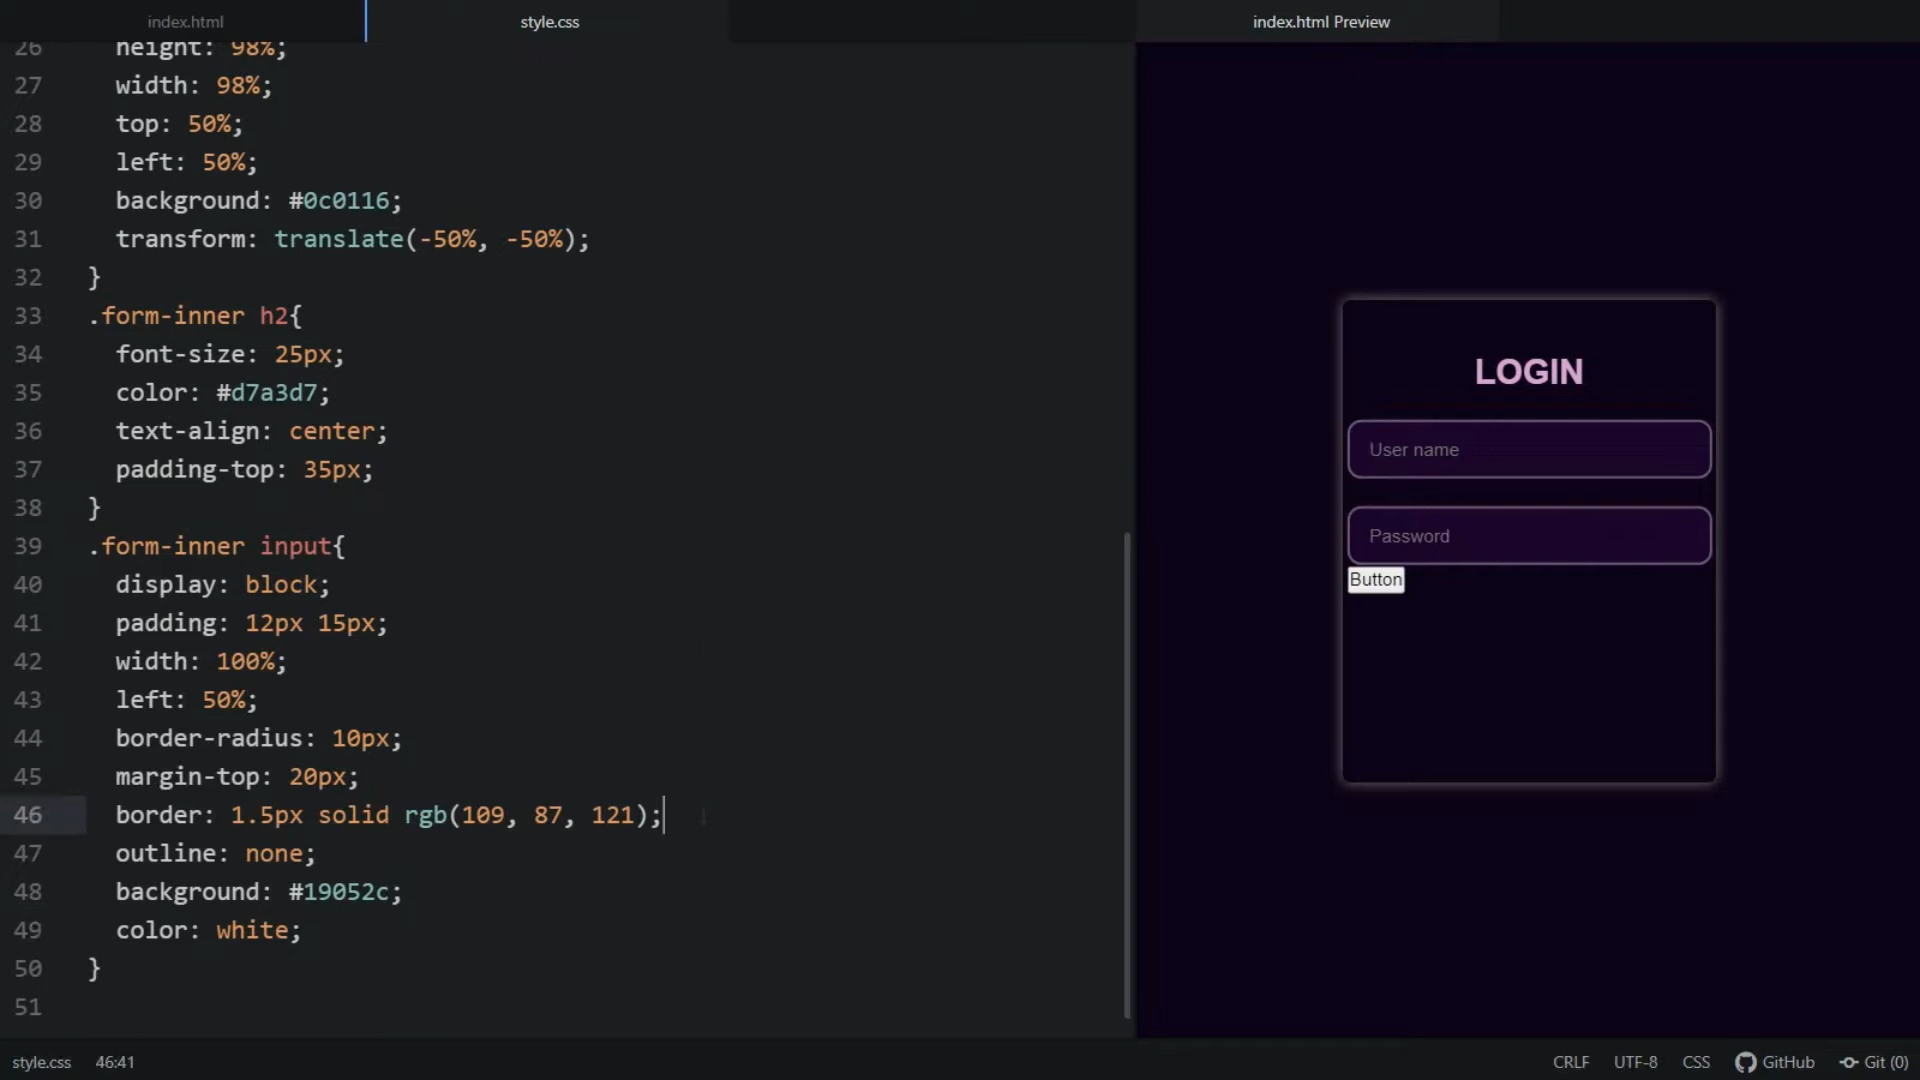 index.html
style.css
index.html Preview
26 height: 98%;
27 width: 98%;
28 top: 50%;
29 left: 50%;
30 background: #0c0116;
31 transform: translate(-50%, -50%);
32 }
33 .form-inner h2{
34 font-size: 25px;
35 color: #d7a3d7;
36 text-align: center;
37 padding-top: 35px;
38 }
39 .form-inner input{
40 display: block;
41 padding: 12px 15px;
42 width: 100%;
43 left: 50%;
44 border-radius: 10px;
45 margin-top: 20px;
46 border: 1.5px solid rgb(109, 87, 121);
47 outline: none;
48 background: #19052c;
49 color: white;
50 }
51
LOGIN
User name
Password
Button
style.css 46:41
CRLF UTF-8 CSS GitHub Git (0)